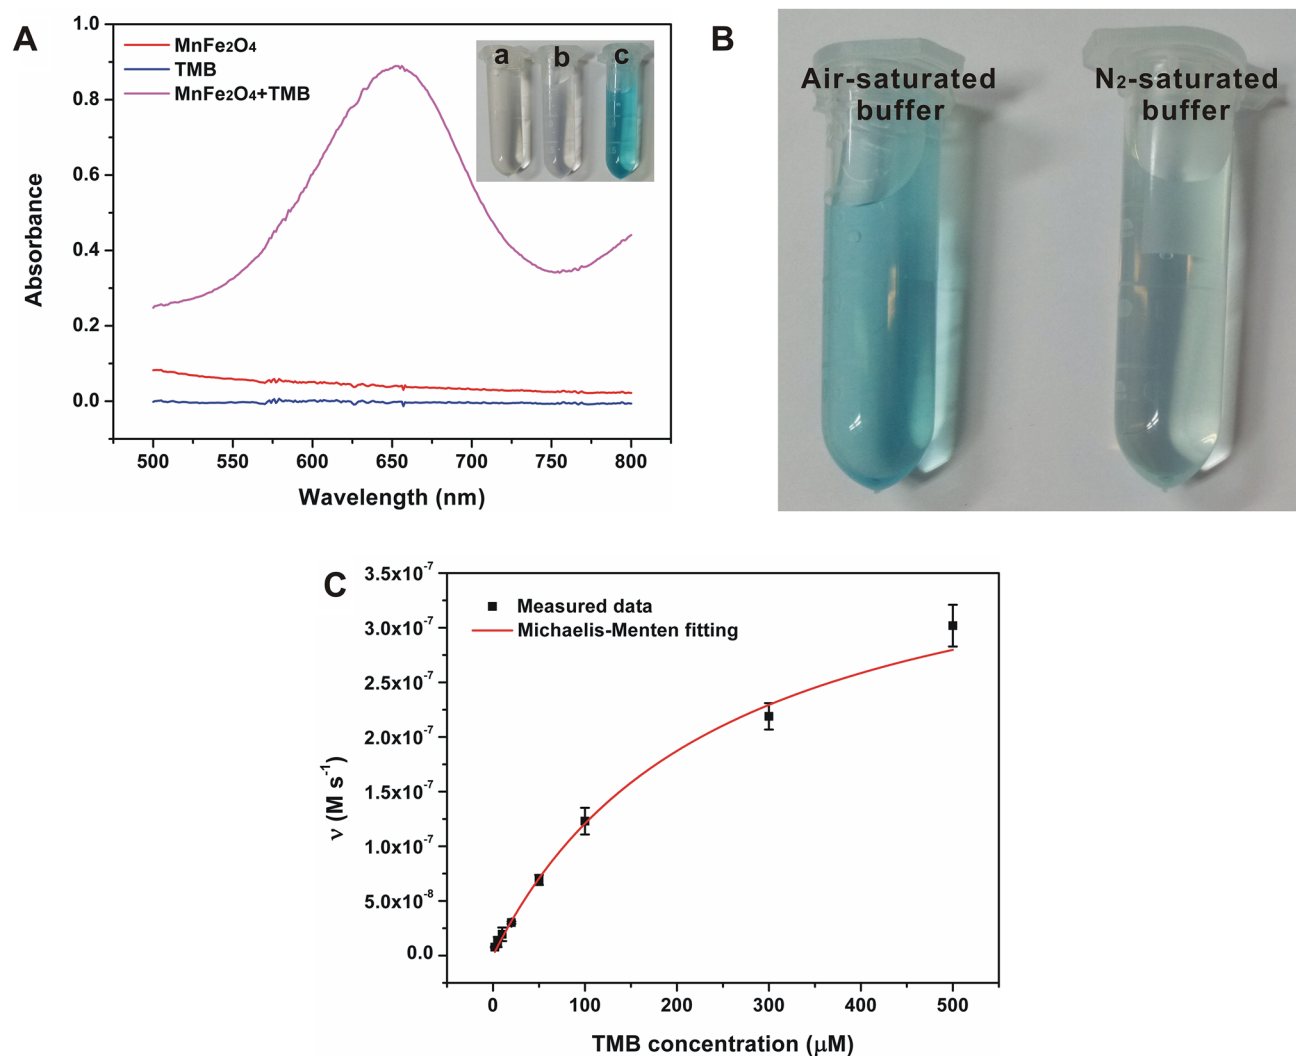 A
1.0
0.8
0.6
0.4
0.2
0.0
Absorbance
MnFe₂O₄
TMB
MnFe₂O₄+TMB
a b c
500 550 600 650 700 750 800
Wavelength (nm)
B
Air-saturated
buffer
N₂-saturated
buffer
C
3.5x10⁻⁷
3.0x10⁻⁷
2.5x10⁻⁷
2.0x10⁻⁷
1.5x10⁻⁷
1.0x10⁻⁷
5.0x10⁻⁸
0.0
ν (M s⁻¹)
Measured data
Michaelis-Menten fitting
0 100 200 300 400 500
TMB concentration (μM)